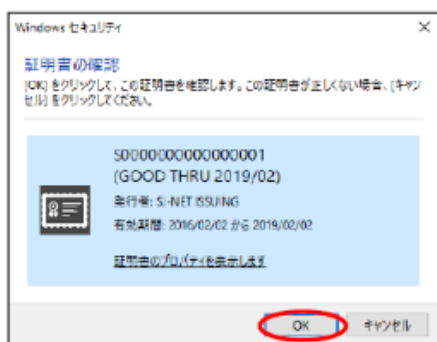 Windows セキュリティ
証明書の確認
[OK] をクリックして、この証明書を確認します。この証明書が正しくない場合、[キャン
セル] をクリックしてください。
S0000000000000001
(GOOD THRU 2019/02)
発行者: S:-NET ISSUING
有効期間: 2016/02/02 から 2019/02/02
証明書のプロパティを表示します
OK
キャンセル